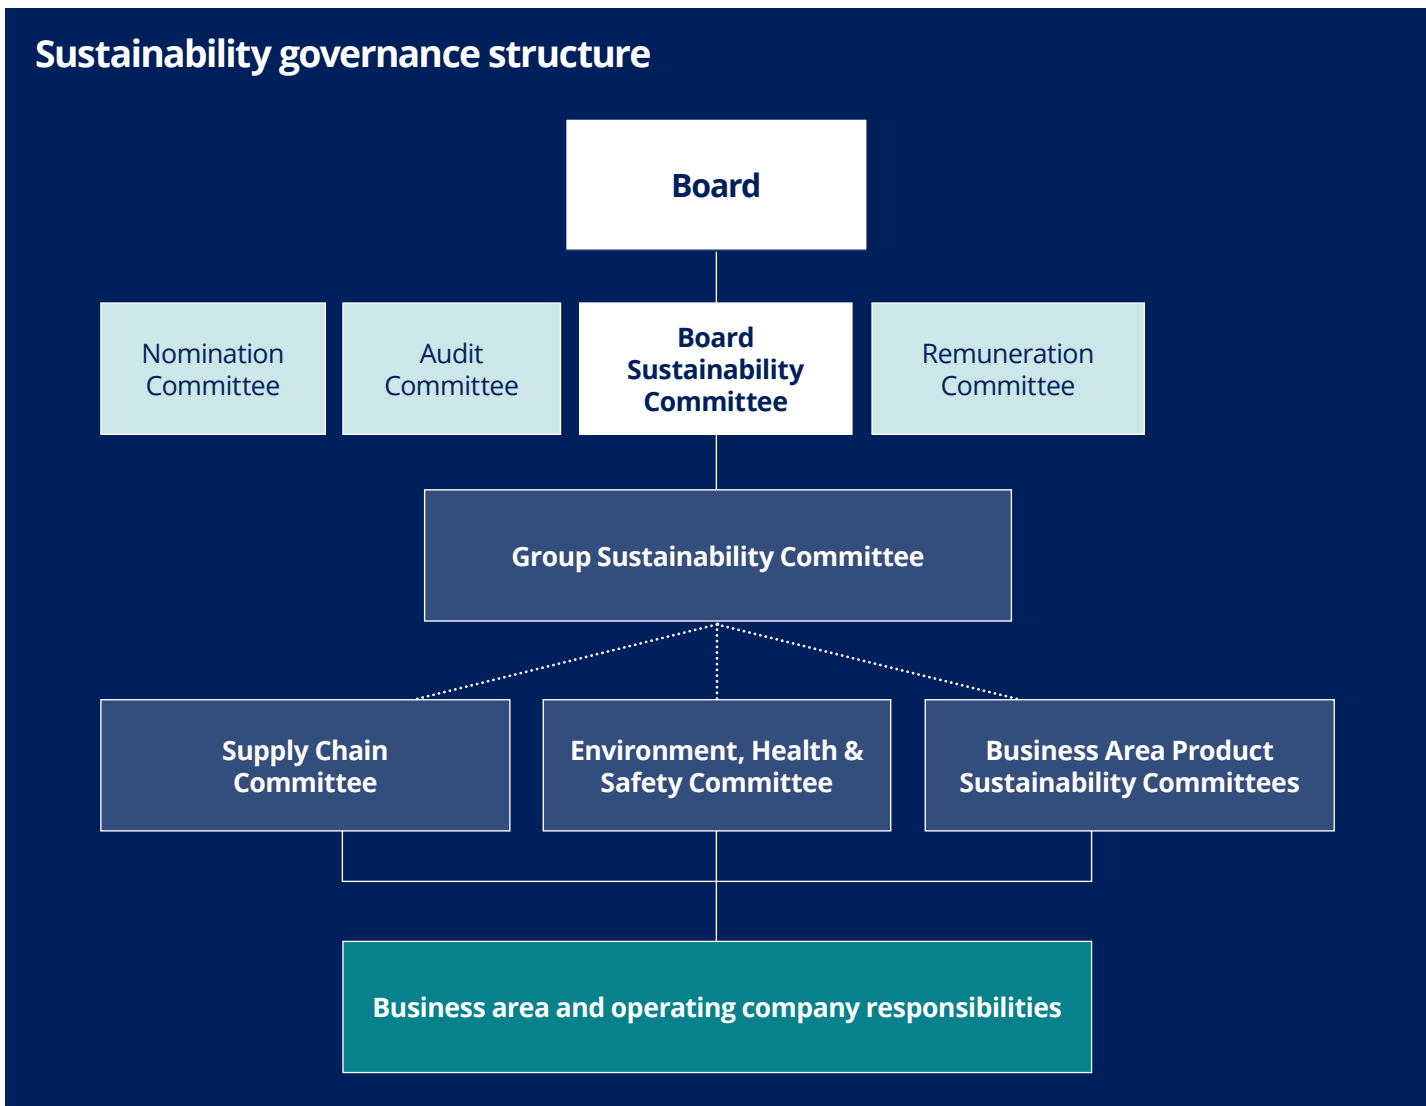 Sustainability governance structure
Board
Nomination
Committee
Audit
Committee
Board
Sustainability
Committee
Remuneration
Committee
Group Sustainability Committee
Supply Chain
Committee
Environment, Health &
Safety Committee
Business Area Product
Sustainability Committees
Business area and operating company responsibilities